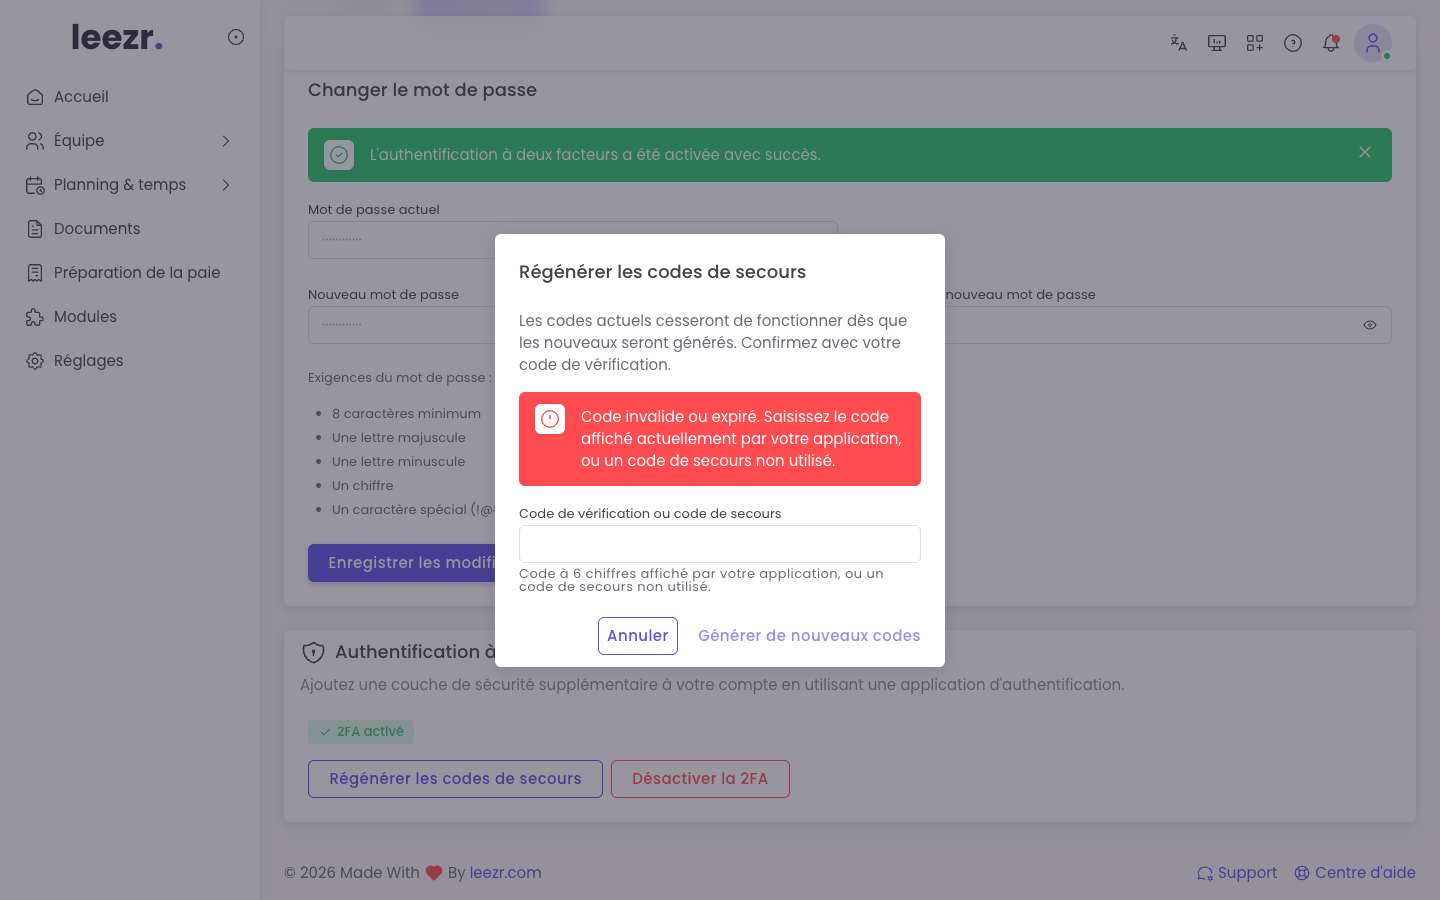 leezr.
Accueil
Équipe
Planning & temps
Documents
Préparation de la paie
Modules
Réglages
Changer le mot de passe
L'authentification à deux facteurs a été activée avec succès.
Mot de passe actuel
Nouveau mot de passe
nouveau mot de passe
Exigences du mot de passe :
8 caractères minimum
Une lettre majuscule
Une lettre minuscule
Un chiffre
Un caractère spécial (!@
Enregistrer les modifi
Régénérer les codes de secours
Les codes actuels cesseront de fonctionner dès que
les nouveaux seront générés. Confirmez avec votre
code de vérification.
Code invalide ou expiré. Saisissez le code
affiché actuellement par votre application,
ou un code de secours non utilisé.
Code de vérification ou code de secours
Code à 6 chiffres affiché par votre application, ou un
code de secours non utilisé.
Annuler
Générer de nouveaux codes
Authentification à
Ajoutez une couche de sécurité supplémentaire à votre compte en utilisant une application d'authentification.
2FA activé
Régénérer les codes de secours
Désactiver la 2FA
© 2026 Made With
By leezr.com
Support
Centre d'aide